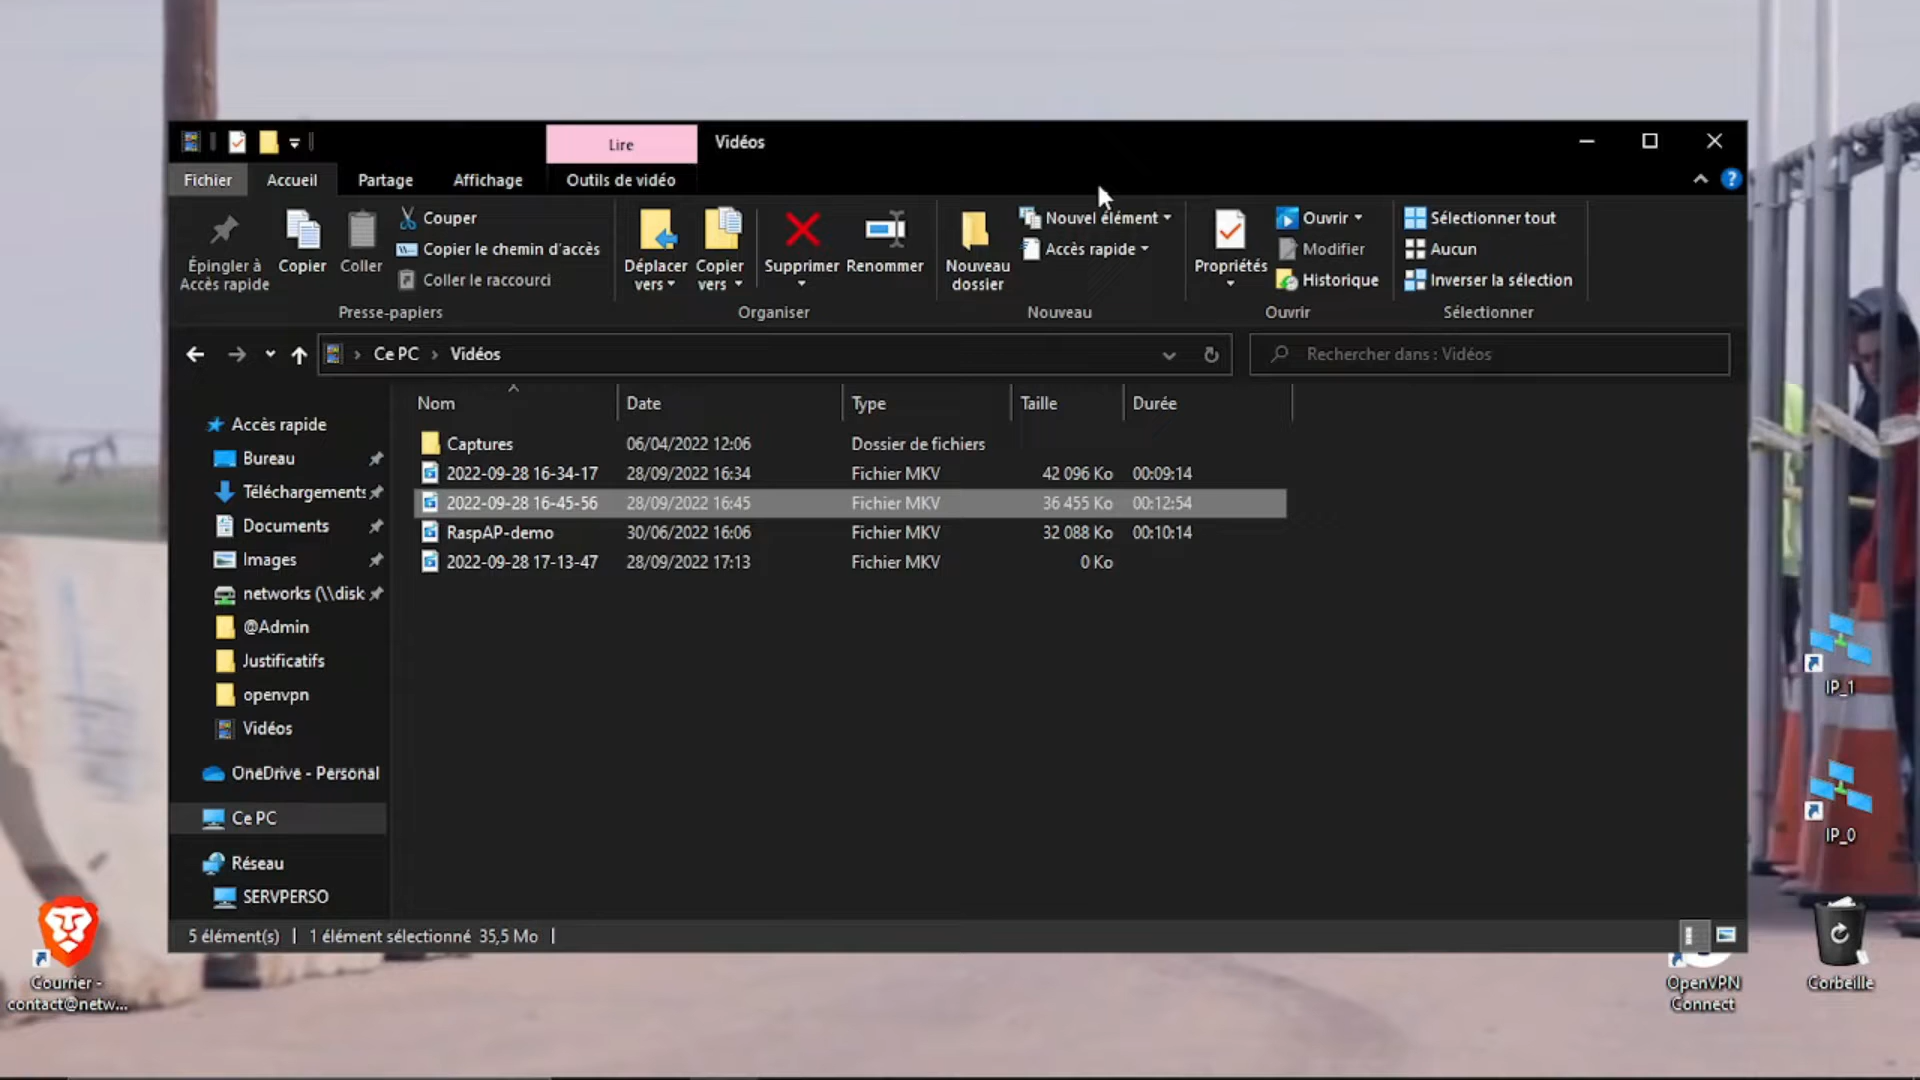 Lire
Vidéos
Fichier
Accueil
Partage
Affichage
Outils de vidéo
Épingler à
Accès rapide
Copier
Coller
Couper
Copier le chemin d'accès
Coller le raccourci
Presse-papiers
Déplacer
vers
Copier
vers
Supprimer
Renommer
Organiser
Nouveau
dossier
Nouvel élément
Accès rapide
Nouveau
Propriétés
Ouvrir
Modifier
Historique
Ouvrir
Sélectionner tout
Aucun
Inverser la sélection
Sélectionner
Ce PC
Vidéos
Rechercher dans : Vidéos
Accès rapide
Bureau
Téléchargements
Documents
Images
networks (\\disk
@Admin
Justificatifs
openvpn
Vidéos
OneDrive - Personal
Ce PC
Réseau
SERVPERSO
Nom Date Type Taille Durée
Captures 06/04/2022 12:06 Dossier de fichiers
2022-09-28 16-34-17 28/09/2022 16:34 Fichier MKV 42 096 Ko 00:09:14
2022-09-28 16-45-56 28/09/2022 16:45 Fichier MKV 36 455 Ko 00:12:54
RaspAP-demo 30/06/2022 16:06 Fichier MKV 32 088 Ko 00:10:14
2022-09-28 17-13-47 28/09/2022 17:13 Fichier MKV 0 Ko
5 élément(s) 1 élément sélectionné 35,5 Mo
IP_1
IP_0
Courrier -
contact@netw...
OpenVPN
Connect
Corbeille